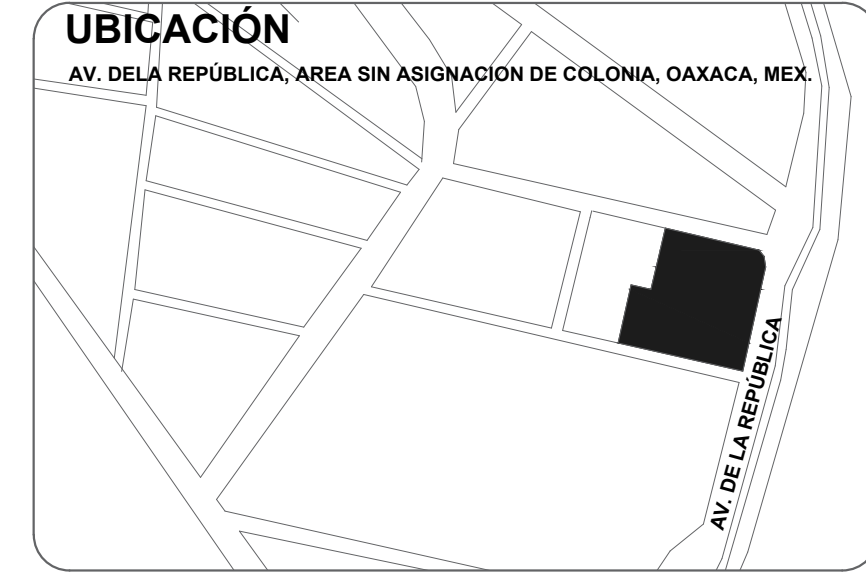 UBICACIÓN
AV. DELA REPÚBLICA, AREA SIN ASIGNACION DE COLONIA, OAXACA, MEX.
AV. DE LA REPÚBLICA